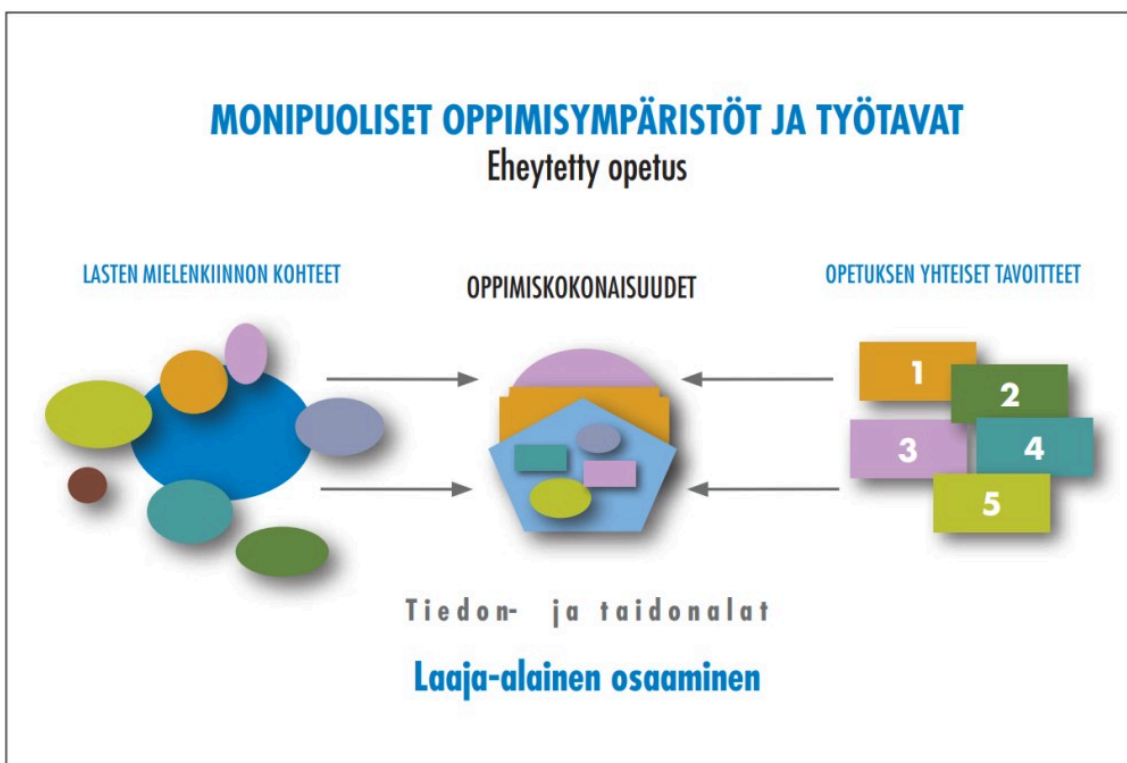 MONIPUOLISET OPPIMISYMPÄRISTÖT JA TYÖTAVAT
Eheytetty opetus
LASTEN MIELENKIINNON KOHTEET
OPPIMISKOKONAISUUDET
OPETUKSEN YHTEISET TAVOITTEET
1
2
3
4
5
Tiedon- ja taidonalat
Laaja-alainen osaaminen